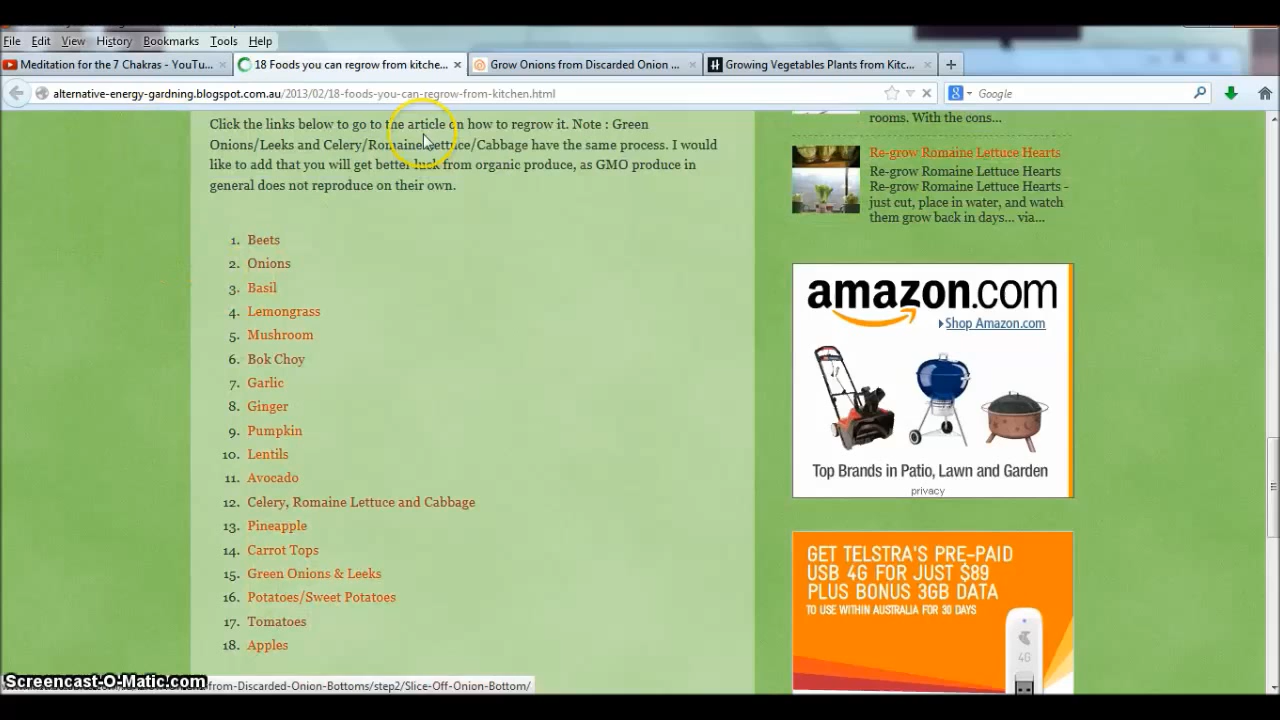 File Edit View History Bookmarks Tools Help
Meditation for the 7 Chakras - YouTu...
18 Foods you can regrow from kitche...
Grow Onions from Discarded Onion ...
Growing Vegetables Plants from Kitc...
alternative-energy-gardning.blogspot.com.au/2013/02/18-foods-you-can-regrow-from-kitchen.html
Google
Click the links below to go to the article on how to regrow it. Note : Green
Onions/Leeks and Celery/Romaine Lettuce/Cabbage have the same process. I would
like to add that you will get better luck from organic produce, as GMO produce in
general does not reproduce on their own.
1. Beets
2. Onions
3. Basil
4. Lemongrass
5. Mushroom
6. Bok Choy
7. Garlic
8. Ginger
9. Pumpkin
10. Lentils
11. Avocado
12. Celery, Romaine Lettuce and Cabbage
13. Pineapple
14. Carrot Tops
15. Green Onions & Leeks
16. Potatoes/Sweet Potatoes
17. Tomatoes
18. Apples
rooms. With the cons...
Re-grow Romaine Lettuce Hearts
Re-grow Romaine Lettuce Hearts
Re-grow Romaine Lettuce Hearts -
just cut, place in water, and watch
them grow back in days... via...
amazon.com
Shop Amazon.com
Top Brands in Patio, Lawn and Garden
privacy
GET TELSTRA'S PRE-PAID
USB 4G FOR JUST $89
PLUS BONUS 3GB DATA
TO USE WITHIN AUSTRALIA FOR 30 DAYS
4G
Screencast-O-Matic.com
from-Discarded-Onion-Bottoms/step2/Slice-Off-Onion-Bottom/